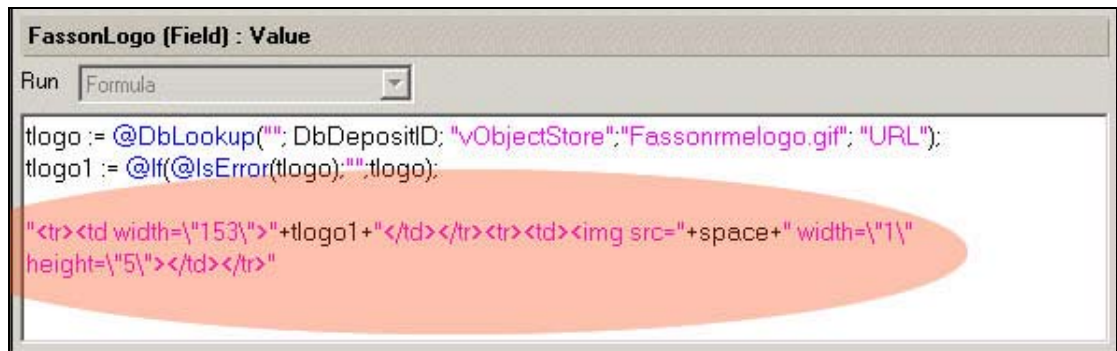 FassonLogo (Field) : Value
Run Formula
tlogo := @DbLookup(""; DbDepositID; "vObjectStore";"Fassonrmelogo.gif"; "URL");
tlogo1 := @If(@IsError(tlogo);"";tlogo);
"<tr><td width=\"153\">"+tlogo1+"</td></tr><tr><td><img src="+space+" width=\"1\"
height=\"5\"></td></tr>"